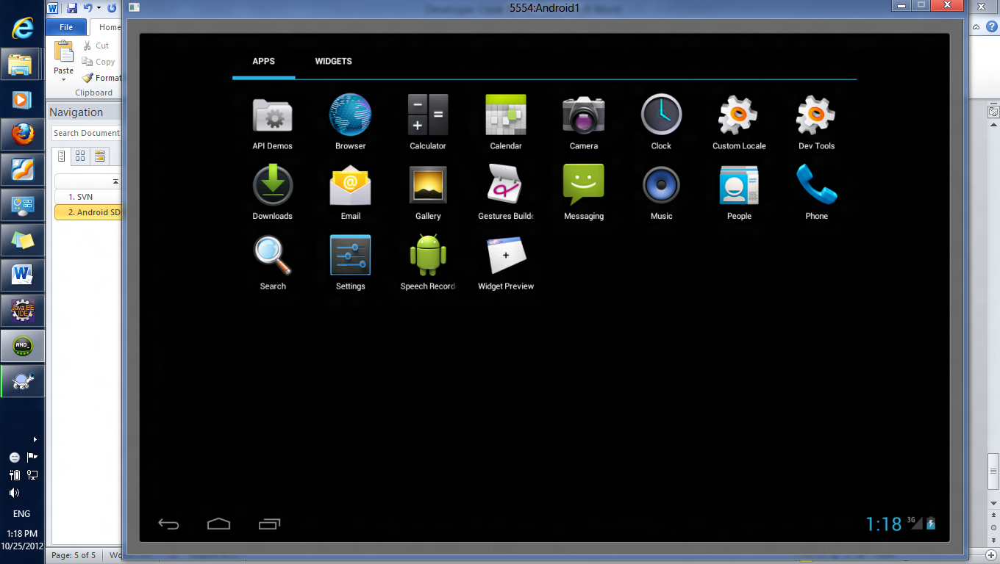 5554:Android1
File
Home
Cut
Copy
Paste
Format
Clipboard
Navigation
Search Document
1. SVN
2. Android SD
APPS WIDGETS
API Demos Browser Calculator Calendar Camera Clock Custom Locale Dev Tools
Downloads Email Gallery Gestures Builde Messaging Music People Phone
Search Settings Speech Record Widget Preview
1:18 3G
Java EE
IDE
AND_
ENG
1:18 PM
10/25/2012
Page: 5 of 5